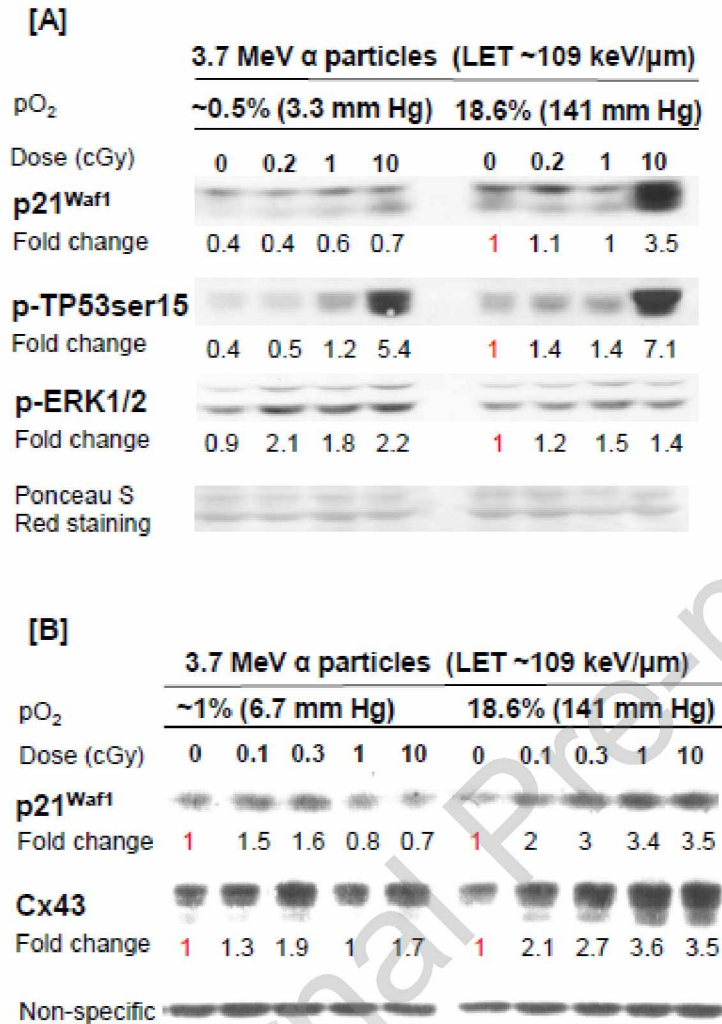 [A]
3.7 MeV α particles (LET ~109 keV/μm)
pO2 ~0.5% (3.3 mm Hg) 18.6% (141 mm Hg)
Dose (cGy) 0 0.2 1 10 0 0.2 1 10
p21Waf1
Fold change 0.4 0.4 0.6 0.7 1 1.1 1 3.5
p-TP53ser15
Fold change 0.4 0.5 1.2 5.4 1 1.4 1.4 7.1
p-ERK1/2
Fold change 0.9 2.1 1.8 2.2 1 1.2 1.5 1.4
Ponceau S
Red staining
[B]
3.7 MeV α particles (LET ~109 keV/μm)
pO2 ~1% (6.7 mm Hg) 18.6% (141 mm Hg)
Dose (cGy) 0 0.1 0.3 1 10 0 0.1 0.3 1 10
p21Waf1
Fold change 1 1.5 1.6 0.8 0.7 1 2 3 3.4 3.5
Cx43
Fold change 1 1.3 1.9 1 1.7 1 2.1 2.7 3.6 3.5
Non-specific